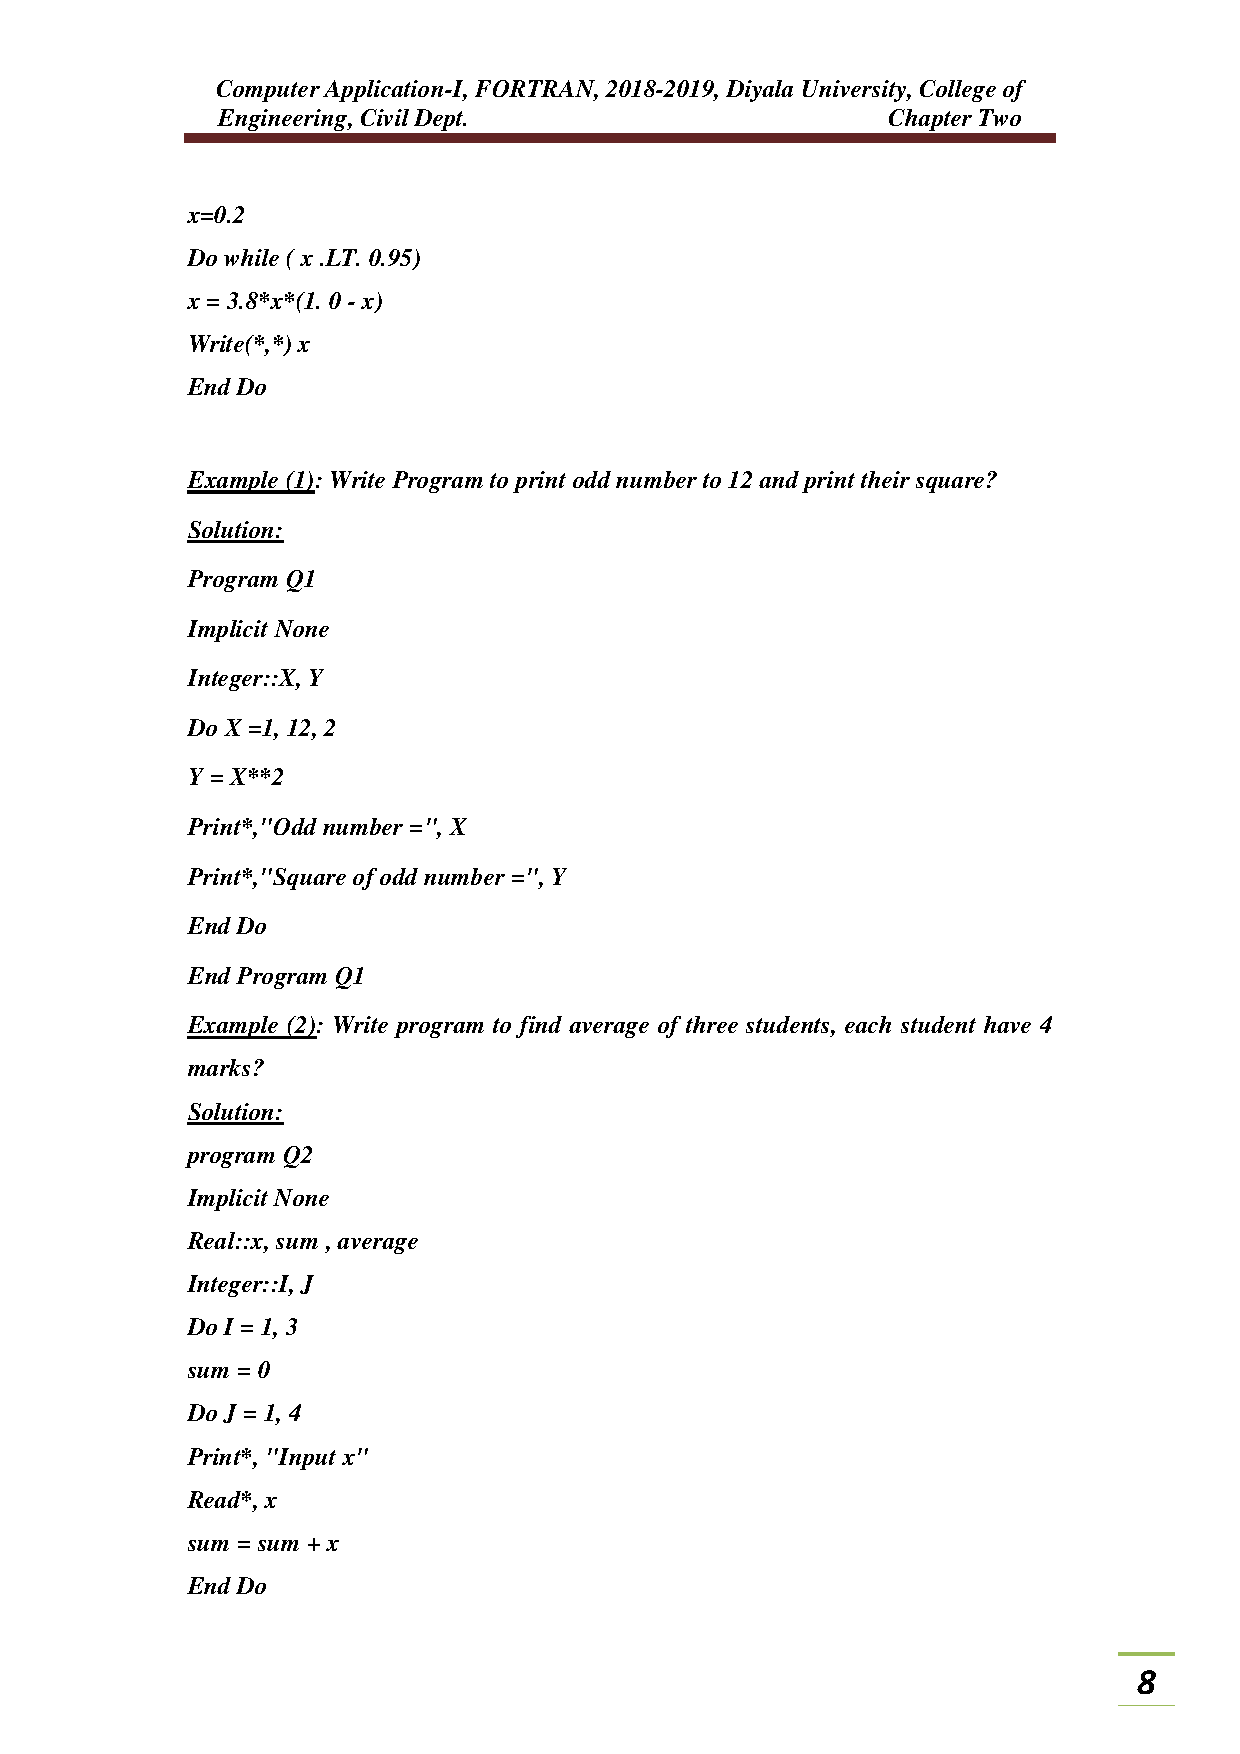 Computer Application-I, FORTRAN, 2018-2019, Diyala University, College of
Engineering, Civil Dept. Chapter Two
x=0.2
Do while ( x .LT. 0.95)
x = 3.8*x*(1. 0 - x)
Write(*,*) x
End Do
Example (1): Write Program to print odd number to 12 and print their square?
Solution:
Program Q1
Implicit None
Integer::X, Y
Do X =1, 12, 2
Y = X**2
Print*,"Odd number =", X
Print*,"Square of odd number =", Y
End Do
End Program Q1
Example (2): Write program to find average of three students, each student have 4
marks?
Solution:
program Q2
Implicit None
Real::x, sum , average
Integer::I, J
Do I = 1, 3
sum = 0
Do J = 1, 4
Print*, "Input x"
Read*, x
sum = sum + x
End Do
8